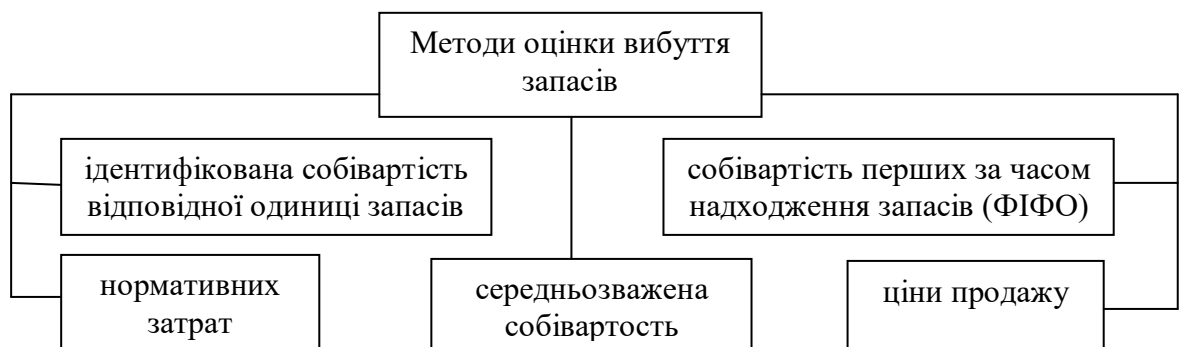 Методи оцінки вибуття
запасів
ідентифікована собівартість
відповідної одиниці запасів
собівартість перших за часом
надходження запасів (ФІФО)
нормативних
затрат
середньозважена
собівартость
ціни продажу